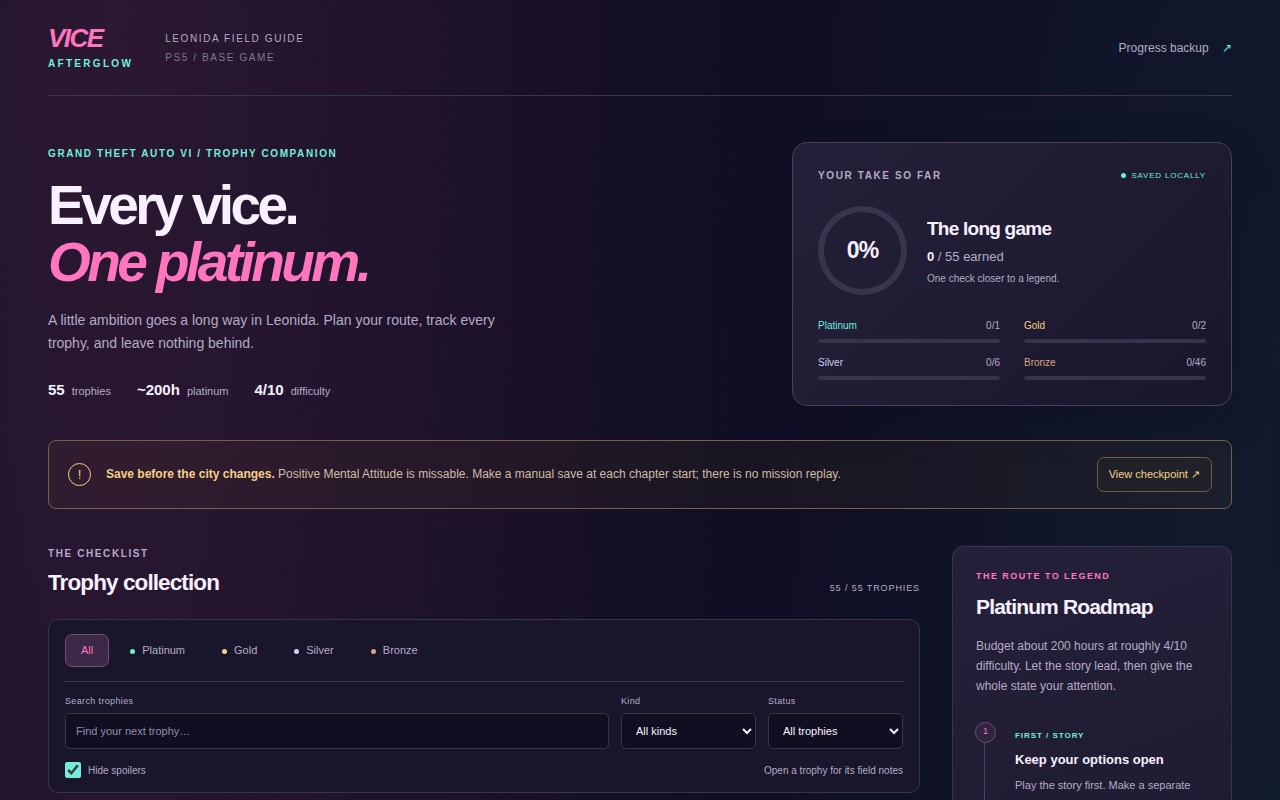 VICE
AFTERGLOW
LEONIDA FIELD GUIDE
PS5 / BASE GAME
Progress backup ↗
GRAND THEFT AUTO VI / TROPHY COMPANION
Every vice.
One platinum.
A little ambition goes a long way in Leonida. Plan your route, track every
trophy, and leave nothing behind.
55 trophies ~200h platinum 4/10 difficulty
YOUR TAKE SO FAR
SAVED LOCALLY
0%
The long game
0 / 55 earned
One check closer to a legend.
Platinum 0/1
Gold 0/2
Silver 0/6
Bronze 0/46
! Save before the city changes. Positive Mental Attitude is missable. Make a manual save at each chapter start; there is no mission replay.
View checkpoint ↗
THE CHECKLIST
Trophy collection
55 / 55 TROPHIES
All Platinum Gold Silver Bronze
Search trophies
Find your next trophy…
Kind
All kinds
Status
All trophies
Hide spoilers
Open a trophy for its field notes
THE ROUTE TO LEGEND
Platinum Roadmap
Budget about 200 hours at roughly 4/10
difficulty. Let the story lead, then give the
whole state your attention.
1
FIRST / STORY
Keep your options open
Play the story first. Make a separate